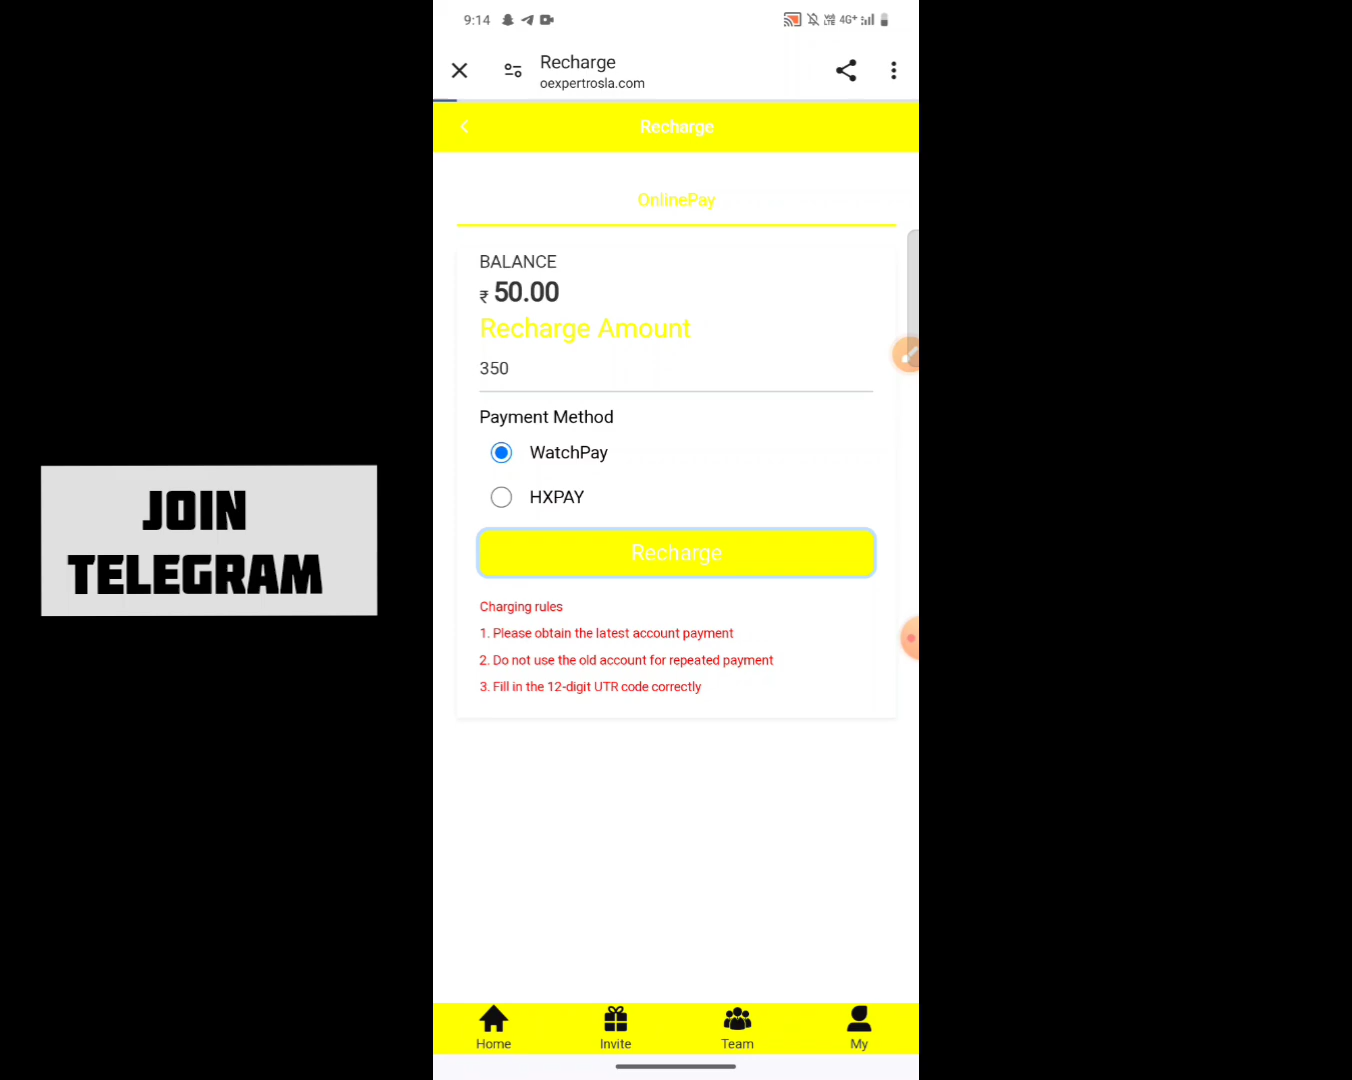 9:14
4G+
Recharge
oexpertrosla.com
Recharge
OnlinePay
BALANCE
₹ 50.00
Recharge Amount
350
Payment Method
WatchPay
HXPAY
Recharge
Charging rules
1. Please obtain the latest account payment
2. Do not use the old account for repeated payment
3. Fill in the 12-digit UTR code correctly
Home Invite Team My
JOIN
TELEGRAM